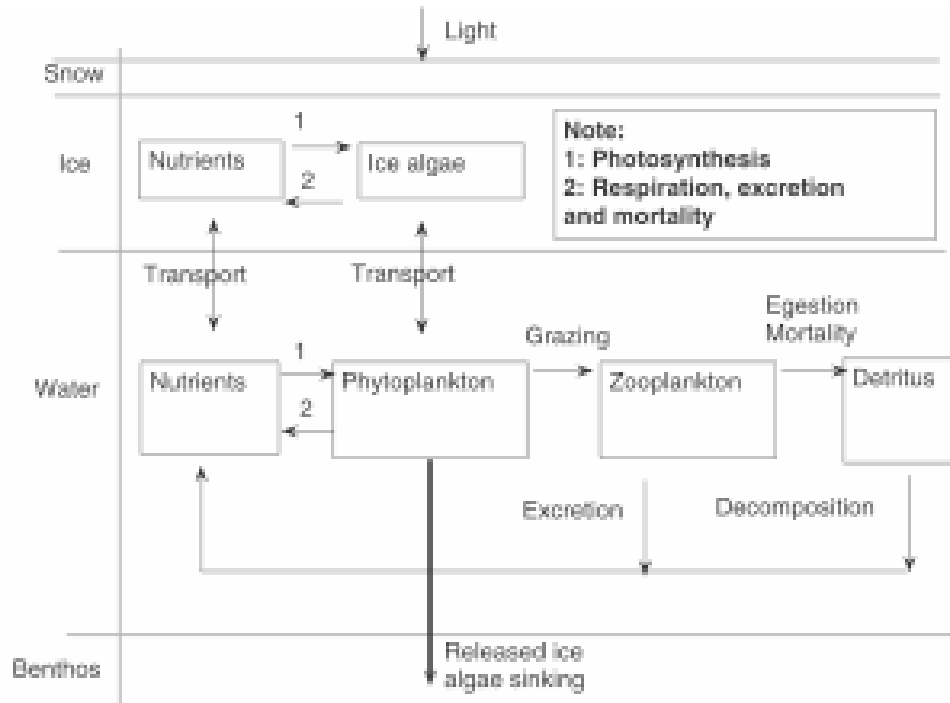 Light
Snow
Ice
Nutrients
1
2
Ice algae
Note:
1: Photosynthesis
2: Respiration, excretion
and mortality
Transport
Transport
Water
Nutrients
1
2
Phytoplankton
Grazing
Zooplankton
Egestion
Mortality
Detritus
Excretion
Decomposition
Benthos
Released ice
algae sinking